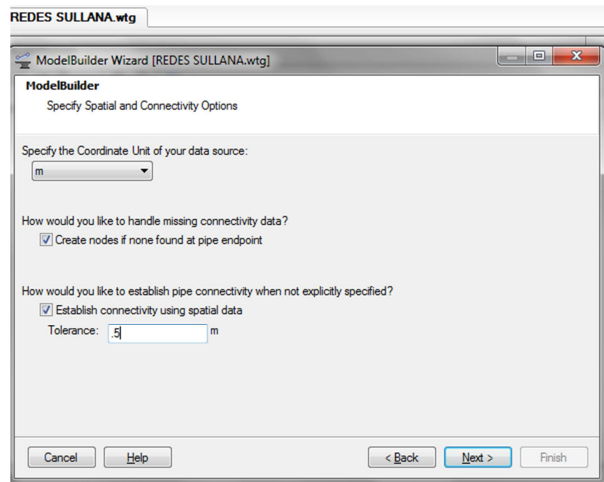 REDES SULLANA.wtg
ModelBuilder Wizard [REDES SULLANA.wtg]
ModelBuilder
Specify Spatial and Connectivity Options
Specify the Coordinate Unit of your data source:
m
How would you like to handle missing connectivity data?
Create nodes if none found at pipe endpoint
How would you like to establish pipe connectivity when not explicitly specified?
Establish connectivity using spatial data
Tolerance: .5 m
Cancel Help < Back Next > Finish